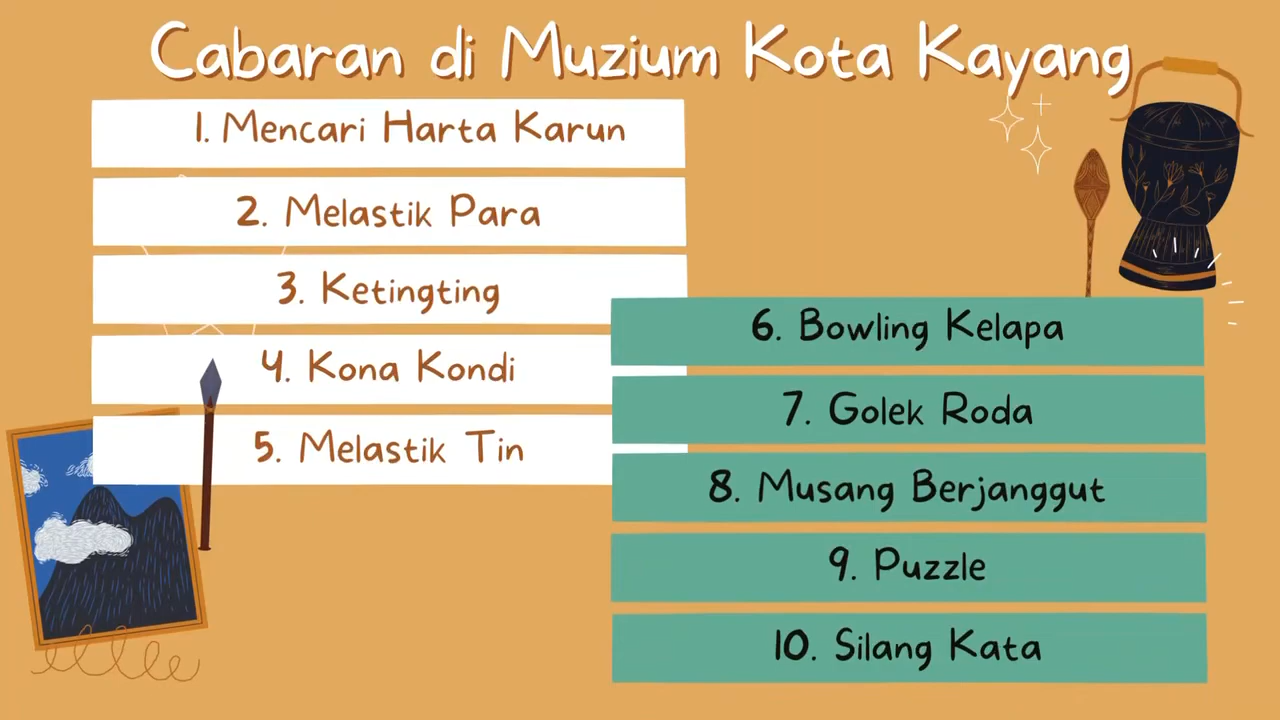 Cabaran di Muzium Kota Kayang
1. Mencari Harta Karun
2. Melastik Para
3. Ketingting
4. Kona Kondi
5. Melastik Tin
6. Bowling Kelapa
7. Golek Roda
8. Musang Berjanggut
9. Puzzle
10. Silang Kata